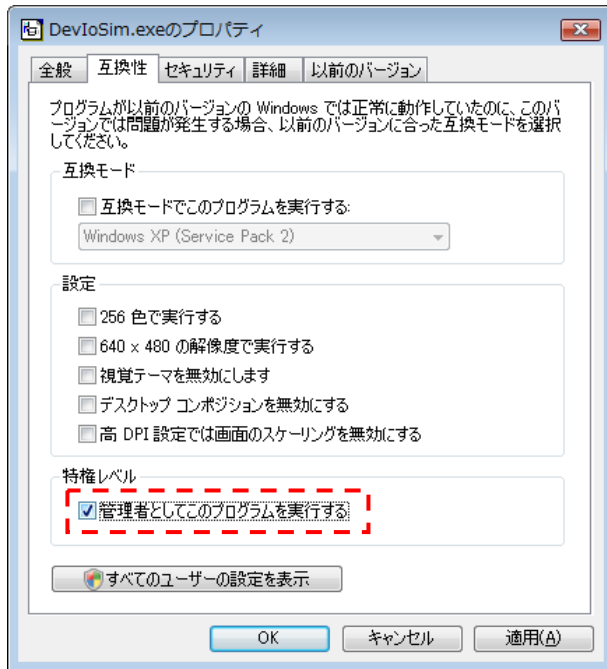 DevIoSim.exeのプロパティ
全般 互換性 セキュリティ 詳細 以前のバージョン
プログラムが以前のバージョンの Windows では正常に動作していたのに、このバ
ージョンでは問題が発生する場合、以前のバージョンに合った互換モードを選択
してください。
互換モード
互換モードでこのプログラムを実行する:
Windows XP (Service Pack 2)
設定
256 色で実行する
640 x 480 の解像度で実行する
視覚テーマを無効にします
デスクトップ コンポジションを無効にする
高 DPI 設定では画面のスケーリングを無効にする
特権レベル
管理者としてこのプログラムを実行する
すべてのユーザーの設定を表示
OK キャンセル 適用(A)